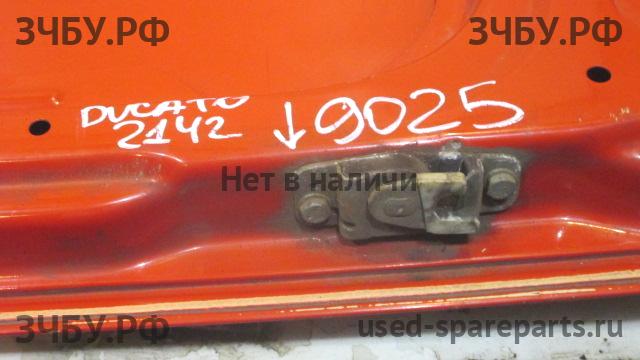 ЗЧБУ.РФ
ЗЧБУ.РФ
DUCATO
2142
↓9025
Нет в наличи
ЗЧБУ.РФ
used-spareparts.ru